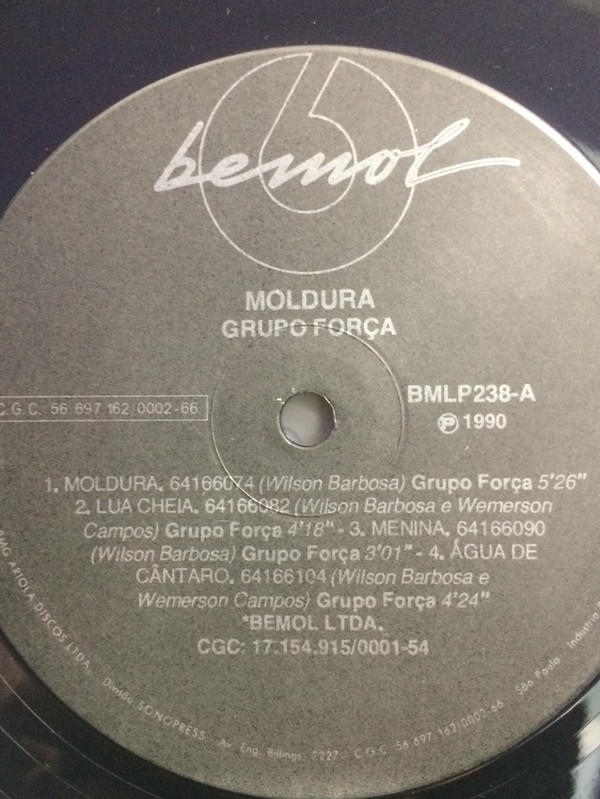 bemol
MOLDURA
GRUPO FORÇA
C.G.C. 56 697 162/0002-66
BMLP238-A
Ⓟ 1990
1. MOLDURA. 64166074 (Wilson Barbosa) Grupo Força 5'26"
2. LUA CHEIA. 64166082 (Wilson Barbosa e Wemerson
Campos) Grupo Força 4'18" - 3. MENINA. 64166090
(Wilson Barbosa) Grupo Força 3'01" - 4. ÁGUA DE
CÂNTARO. 64166104 (Wilson Barbosa e
Wemerson Campos) Grupo Força 4'24"
*BEMOL LTDA.
CGC: 17.154.915/0001-54
BMG ARIOLA DISCOS LTDA. Divisão SONOPRESS Av. Eng. Billings, 2227 - C.G.C. 56 697 162/0002-66 São Paulo Industria